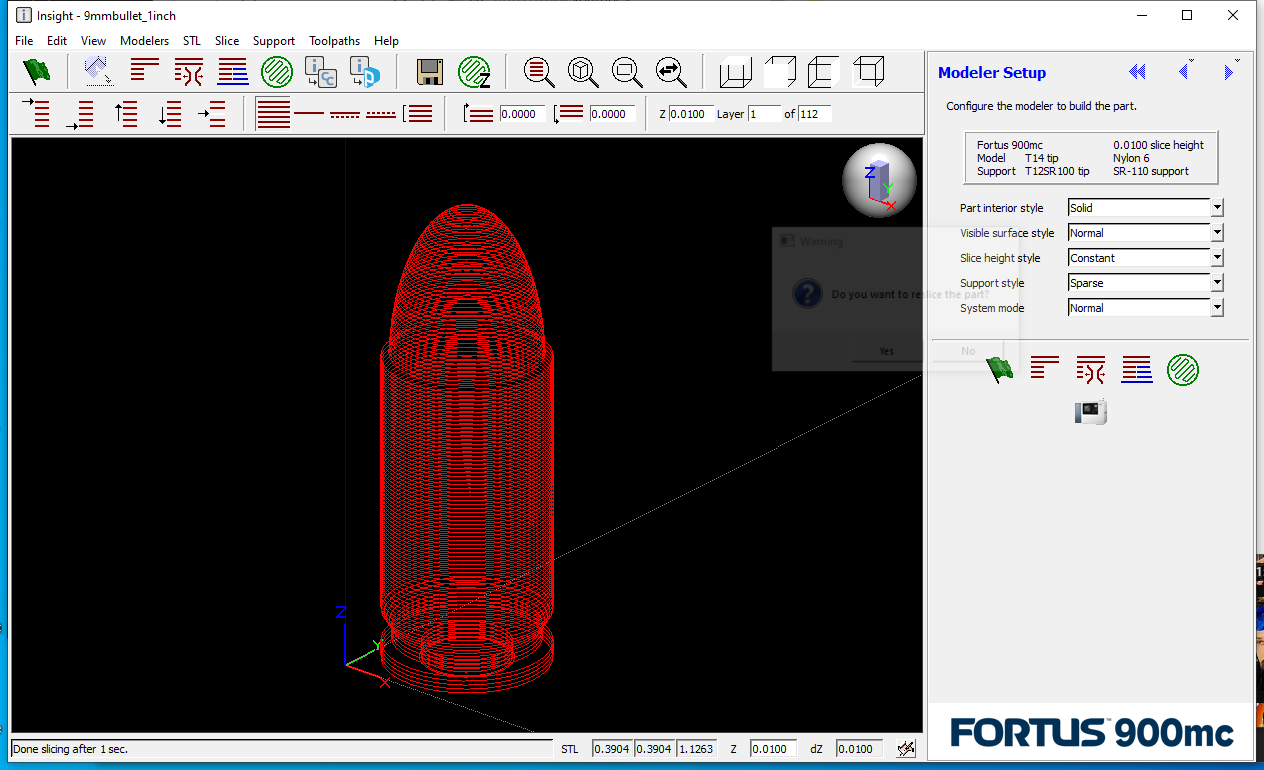 Insight - 9mmbullet_1inch
File Edit View Modelers STL Slice Support Toolpaths Help
0.0000 0.0000 Z 0.0100 Layer 1 of 112
Modeler Setup
Configure the modeler to build the part.
Fortus 900mc 0.0100 slice height
Model T14 tip Nylon 6
Support T12SR100 tip SR-110 support
Part interior style Solid
Visible surface style Normal
Slice height style Constant
Support style Sparse
System mode Normal
Warning
Do you want to reslice the part?
Yes No
Z
Y
X
Z
Y
X
FORTUS™ 900mc
Done slicing after 1 sec. STL 0.3904 0.3904 1.1263 Z 0.0100 dZ 0.0100